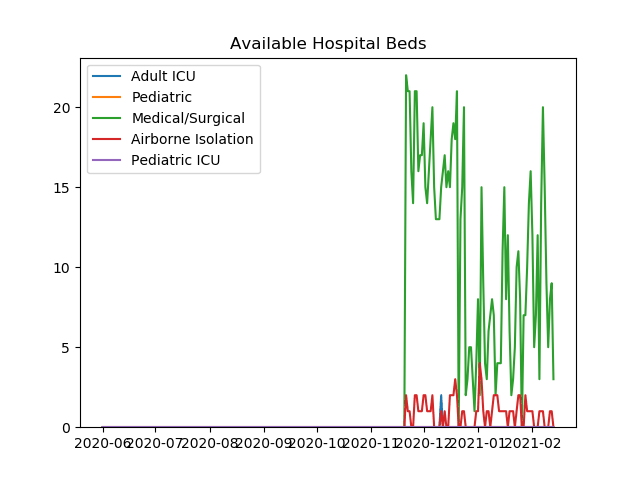 Available Hospital Beds
Adult ICU
Pediatric
Medical/Surgical
Airborne Isolation
Pediatric ICU
20
15
10
5
0
2020-06 2020-07 2020-08 2020-09 2020-10 2020-11 2020-12 2021-01 2021-02